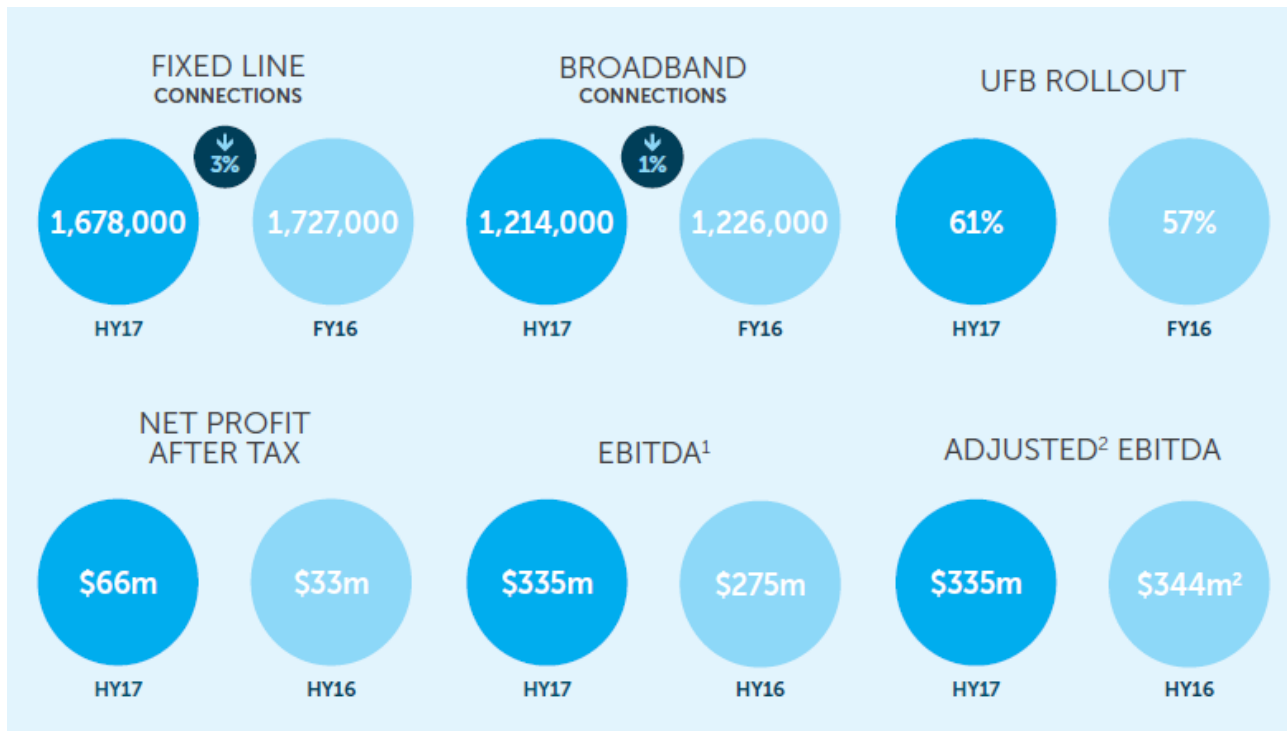 FIXED LINE
CONNECTIONS
↓
3%
1,678,000
1,727,000
HY17
FY16
BROADBAND
CONNECTIONS
↓
1%
1,214,000
1,226,000
HY17
FY16
UFB ROLLOUT
61%
57%
HY17
FY16
NET PROFIT
AFTER TAX
$66m
$33m
HY17
HY16
EBITDA¹
$335m
$275m
HY17
HY16
ADJUSTED² EBITDA
$335m
$344m²
HY17
HY16